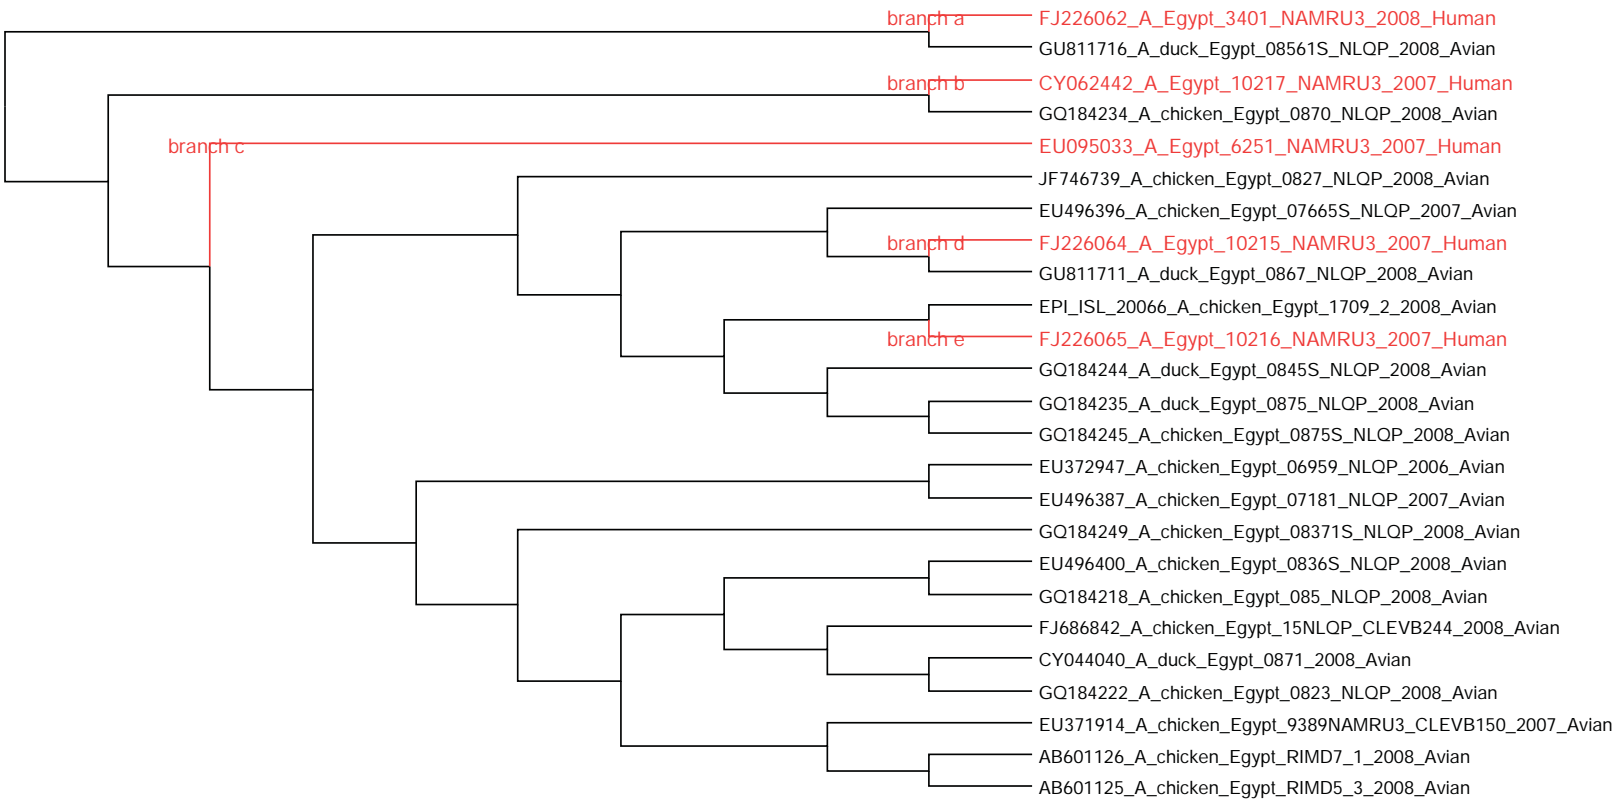 branch a
FJ226062_A_Egypt_3401_NAMRU3_2008_Human
GU811716_A_duck_Egypt_08561S_NLQP_2008_Avian
branch b
CY062442_A_Egypt_10217_NAMRU3_2007_Human
GQ184234_A_chicken_Egypt_0870_NLQP_2008_Avian
branch c
EU095033_A_Egypt_6251_NAMRU3_2007_Human
JF746739_A_chicken_Egypt_0827_NLQP_2008_Avian
EU496396_A_chicken_Egypt_07665S_NLQP_2007_Avian
branch d
FJ226064_A_Egypt_10215_NAMRU3_2007_Human
GU811711_A_duck_Egypt_0867_NLQP_2008_Avian
EPI_ISL_20066_A_chicken_Egypt_1709_2_2008_Avian
branch e
FJ226065_A_Egypt_10216_NAMRU3_2007_Human
GQ184244_A_duck_Egypt_0845S_NLQP_2008_Avian
GQ184235_A_duck_Egypt_0875_NLQP_2008_Avian
GQ184245_A_chicken_Egypt_0875S_NLQP_2008_Avian
EU372947_A_chicken_Egypt_06959_NLQP_2006_Avian
EU496387_A_chicken_Egypt_07181_NLQP_2007_Avian
GQ184249_A_chicken_Egypt_08371S_NLQP_2008_Avian
EU496400_A_chicken_Egypt_0836S_NLQP_2008_Avian
GQ184218_A_chicken_Egypt_085_NLQP_2008_Avian
FJ686842_A_chicken_Egypt_15NLQP_CLEVB244_2008_Avian
CY044040_A_duck_Egypt_0871_2008_Avian
GQ184222_A_chicken_Egypt_0823_NLQP_2008_Avian
EU371914_A_chicken_Egypt_9389NAMRU3_CLEVB150_2007_Avian
AB601126_A_chicken_Egypt_RIMD7_1_2008_Avian
AB601125_A_chicken_Egypt_RIMD5_3_2008_Avian